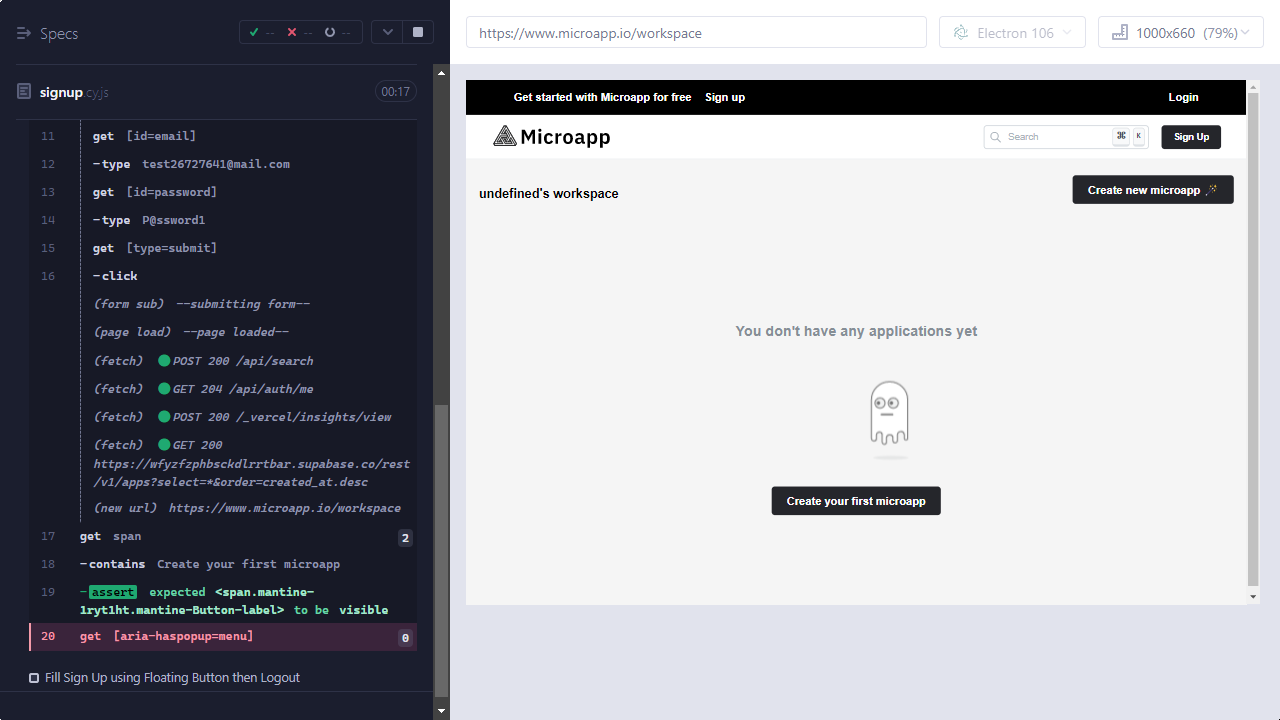 Specs
-- -- --
signup.cy.js
00:17
11 get [id=email]
12 -type test26727641@mail.com
13 get [id=password]
14 -type P@ssword1
15 get [type=submit]
16 -click
(form sub) --submitting form--
(page load) --page loaded--
(fetch) POST 200 /api/search
(fetch) GET 204 /api/auth/me
(fetch) POST 200 /_vercel/insights/view
(fetch) GET 200
https://wfyzfzphbsckdlrrtbar.supabase.co/rest
/v1/apps?select=*&order=created_at.desc
(new url) https://www.microapp.io/workspace
17 get span 2
18 -contains Create your first microapp
19 -assert expected <span.mantine-
1ryt1ht.mantine-Button-label> to be visible
20 get [aria-haspopup=menu] 0
Fill Sign Up using Floating Button then Logout
https://www.microapp.io/workspace
Electron 106
1000x660 (79%)
Get started with Microapp for free Sign up
Login
Microapp
Search ⌘ K
Sign Up
undefined's workspace
Create new microapp 🪄
You don't have any applications yet
Create your first microapp